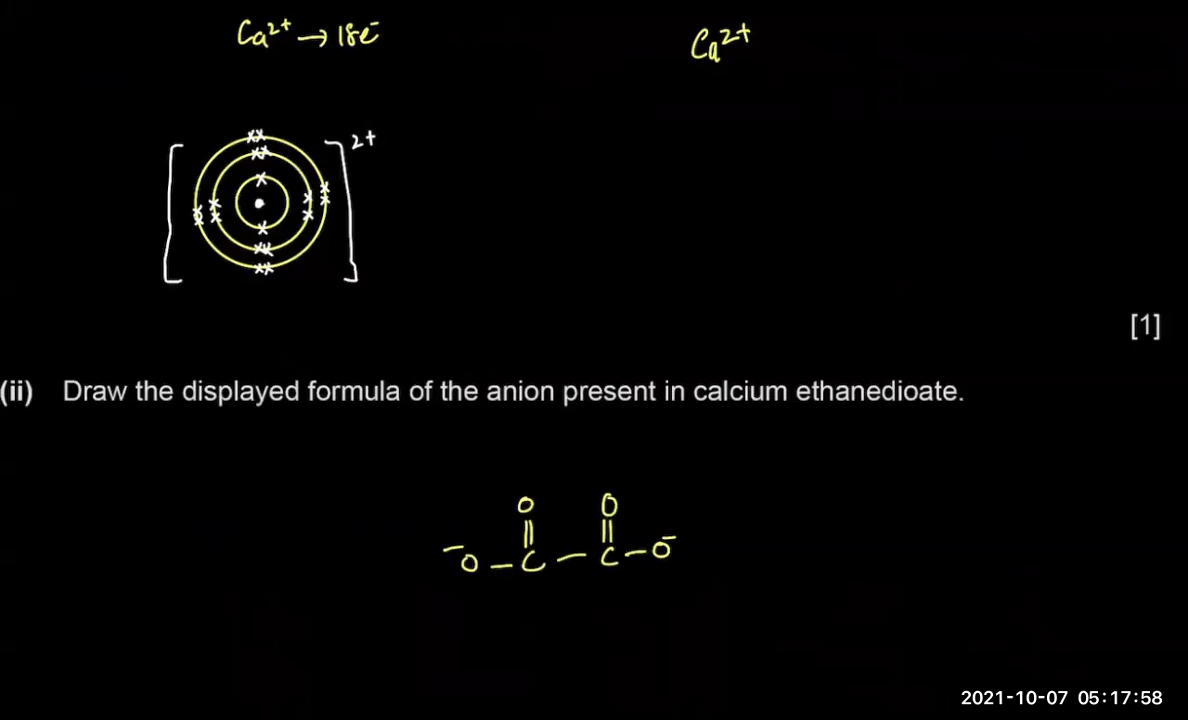 Ca²⁺ → 18e⁻
Ca²⁺
2+
[1]
(ii) Draw the displayed formula of the anion present in calcium ethanedioate.
O O
⁻O – C – C – O⁻
2021-10-07 05:17:58